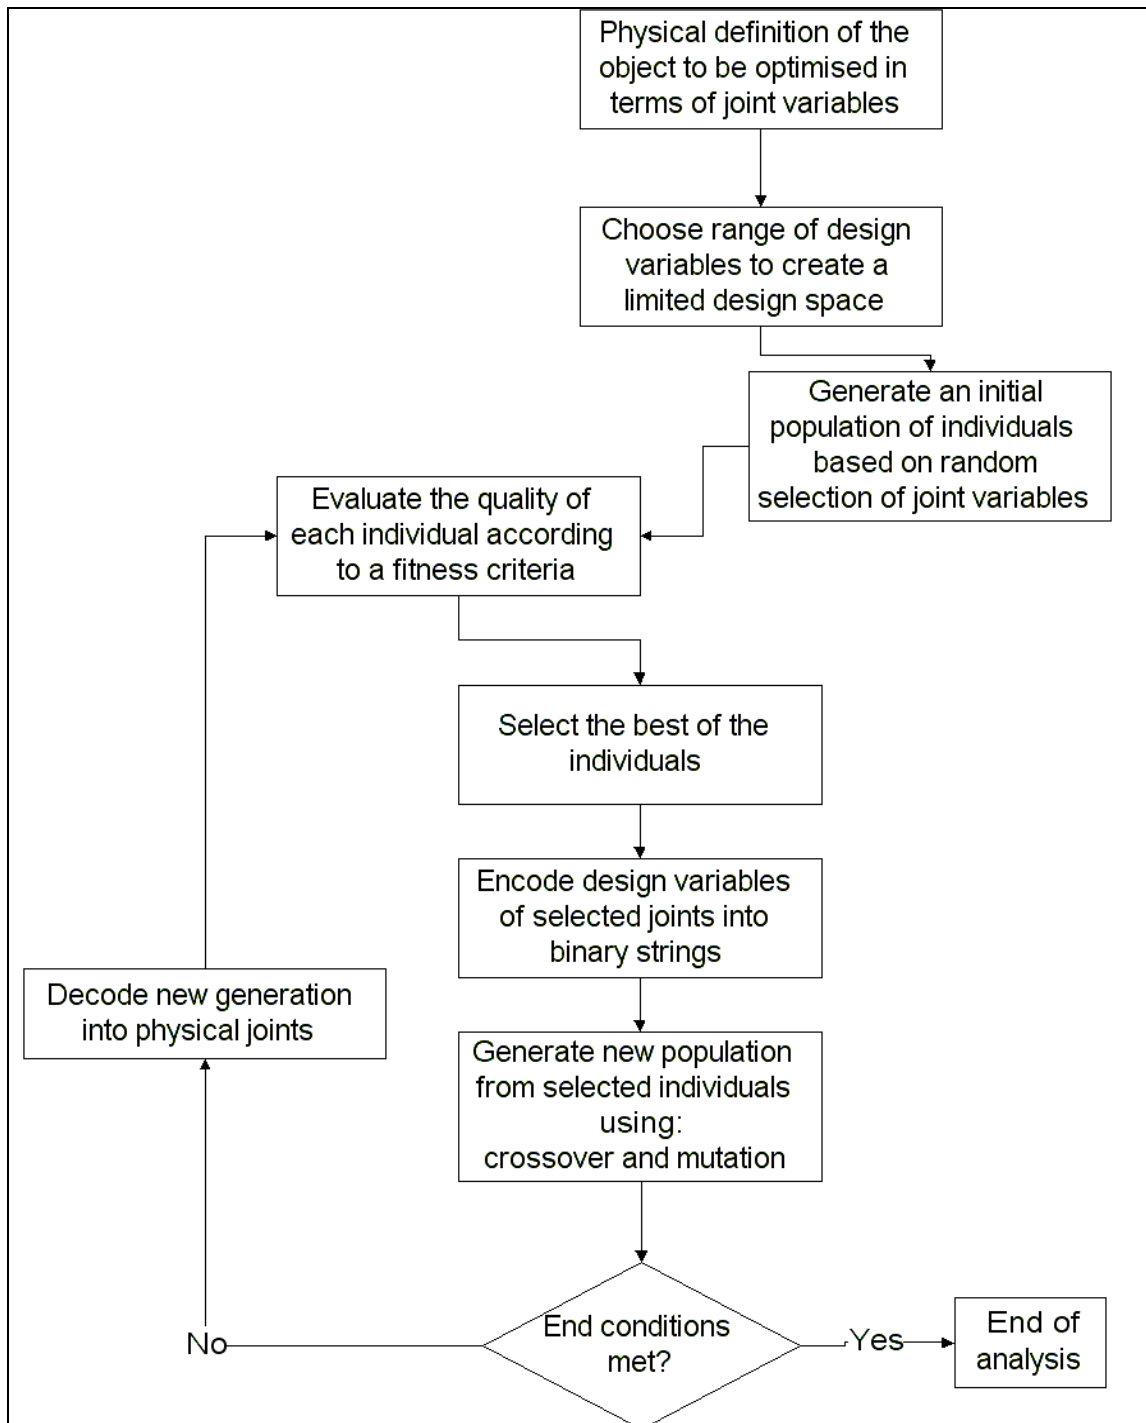 Physical definition of the
object to be optimised in
terms of joint variables
Choose range of design
variables to create a
limited design space
Generate an initial
population of individuals
based on random
selection of joint variables
Evaluate the quality of
each individual according
to a fitness criteria
Select the best of the
individuals
Encode design variables
of selected joints into
binary strings
Decode new generation
into physical joints
Generate new population
from selected individuals
using:
crossover and mutation
End conditions
met?
No
Yes
End of
analysis